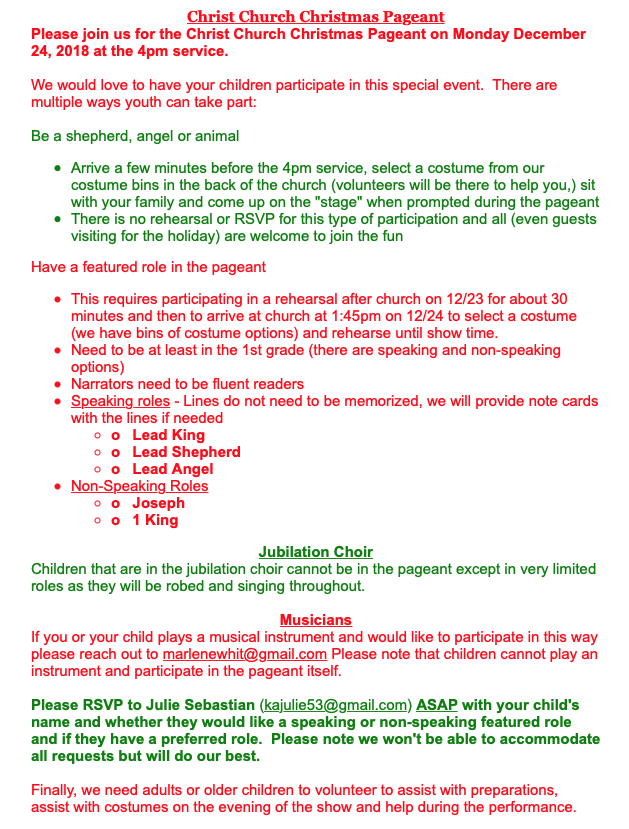 Christ Church Christmas Pageant
Please join us for the Christ Church Christmas Pageant on Monday December
24, 2018 at the 4pm service.
We would love to have your children participate in this special event.  There are
multiple ways youth can take part:
Be a shepherd, angel or animal
• Arrive a few minutes before the 4pm service, select a costume from our
costume bins in the back of the church (volunteers will be there to help you,) sit
with your family and come up on the "stage" when prompted during the pageant
• There is no rehearsal or RSVP for this type of participation and all (even guests
visiting for the holiday) are welcome to join the fun
Have a featured role in the pageant
• This requires participating in a rehearsal after church on 12/23 for about 30
minutes and then to arrive at church at 1:45pm on 12/24 to select a costume
(we have bins of costume options) and rehearse until show time.
• Need to be at least in the 1st grade (there are speaking and non-speaking
options)
• Narrators need to be fluent readers
• Speaking roles - Lines do not need to be memorized, we will provide note cards
with the lines if needed
◦ o Lead King
◦ o Lead Shepherd
◦ o Lead Angel
• Non-Speaking Roles
◦ o Joseph
◦ o 1 King
Jubilation Choir
Children that are in the jubilation choir cannot be in the pageant except in very limited
roles as they will be robed and singing throughout.
Musicians
If you or your child plays a musical instrument and would like to participate in this way
please reach out to marlenewhit@gmail.com Please note that children cannot play an
instrument and participate in the pageant itself.
Please RSVP to Julie Sebastian (kajulie53@gmail.com) ASAP with your child's
name and whether they would like a speaking or non-speaking featured role
and if they have a preferred role.  Please note we won't be able to accommodate
all requests but will do our best.
Finally, we need adults or older children to volunteer to assist with preparations,
assist with costumes on the evening of the show and help during the performance.